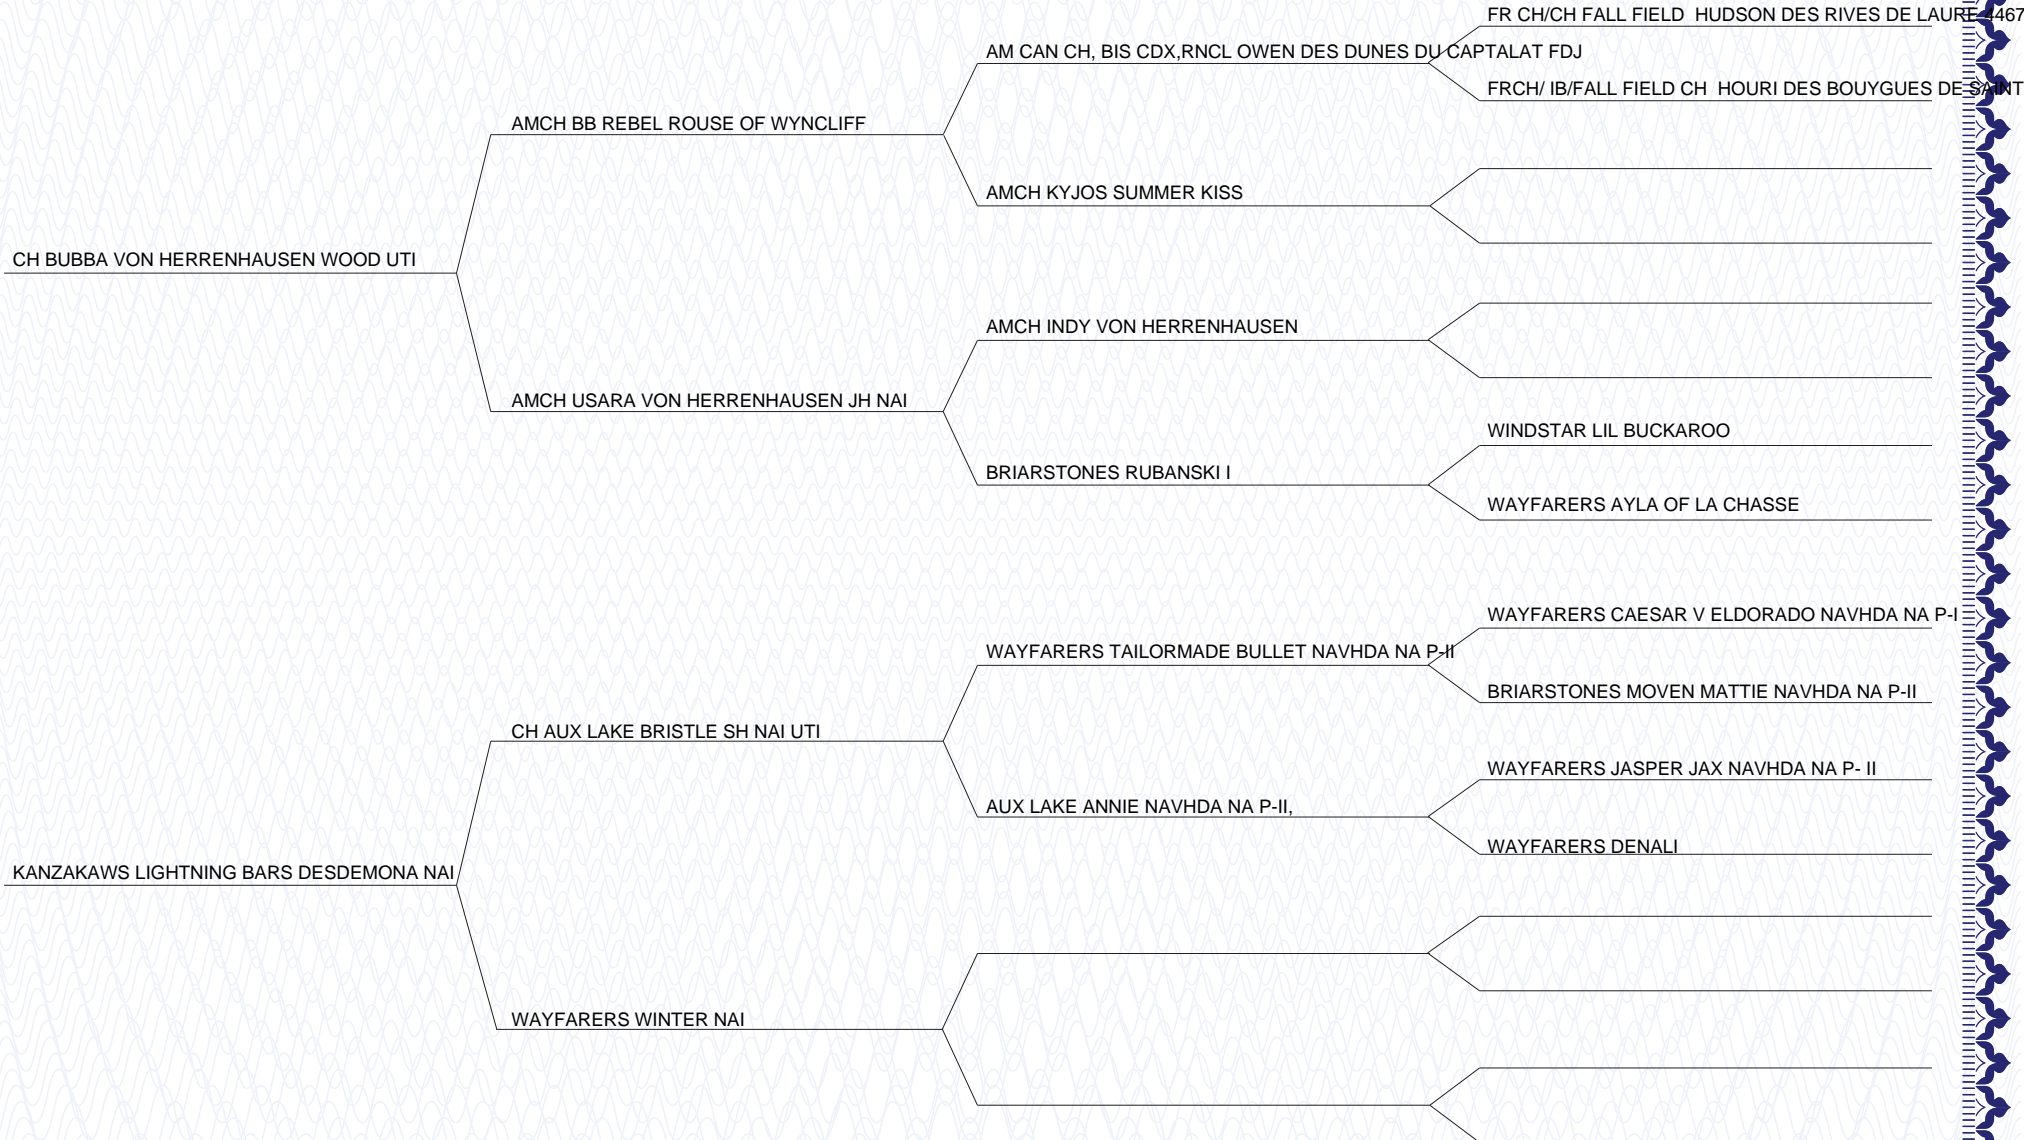 FR CH/CH FALL FIELD  HUDSON DES RIVES DE LAURE 4467
AM CAN CH, BIS CDX,RNCL OWEN DES DUNES DU CAPTALAT FDJ
FRCH/ IB/FALL FIELD CH  HOURI DES BOUYGUES DE SAINT
AMCH BB REBEL ROUSE OF WYNCLIFF
AMCH KYJOS SUMMER KISS
CH BUBBA VON HERRENHAUSEN WOOD UTI
AMCH INDY VON HERRENHAUSEN
AMCH USARA VON HERRENHAUSEN JH NAI
WINDSTAR LIL BUCKAROO
BRIARSTONES RUBANSKI I
WAYFARERS AYLA OF LA CHASSE
WAYFARERS CAESAR V ELDORADO NAVHDA NA P-I
WAYFARERS TAILORMADE BULLET NAVHDA NA P-II
BRIARSTONES MOVEN MATTIE NAVHDA NA P-II
CH AUX LAKE BRISTLE SH NAI UTI
WAYFARERS JASPER JAX NAVHDA NA P- II
AUX LAKE ANNIE NAVHDA NA P-II,
WAYFARERS DENALI
KANZAKAWS LIGHTNING BARS DESDEMONA NAI
WAYFARERS WINTER NAI